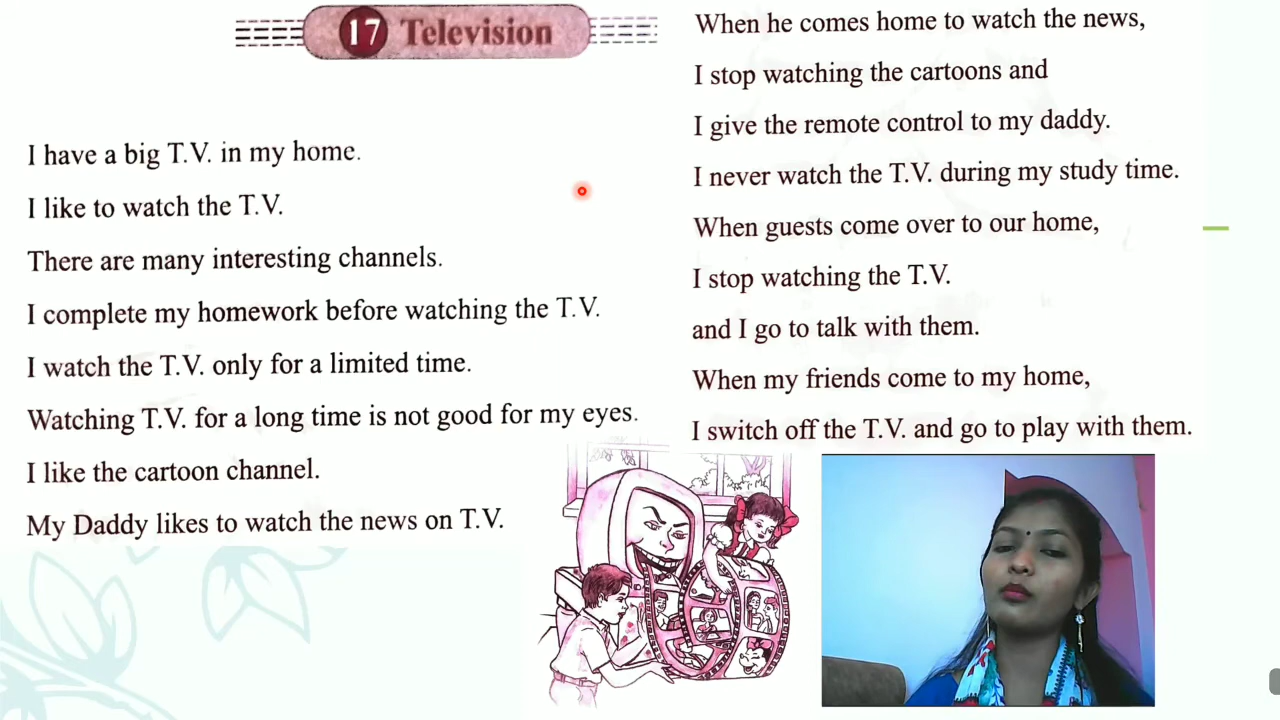 17 Television
I have a big T.V. in my home.
I like to watch the T.V.
There are many interesting channels.
I complete my homework before watching the T.V.
I watch the T.V. only for a limited time.
Watching T.V. for a long time is not good for my eyes.
I like the cartoon channel.
My Daddy likes to watch the news on T.V.
When he comes home to watch the news,
I stop watching the cartoons and
I give the remote control to my daddy.
I never watch the T.V. during my study time.
When guests come over to our home,
I stop watching the T.V.
and I go to talk with them.
When my friends come to my home,
I switch off the T.V. and go to play with them.